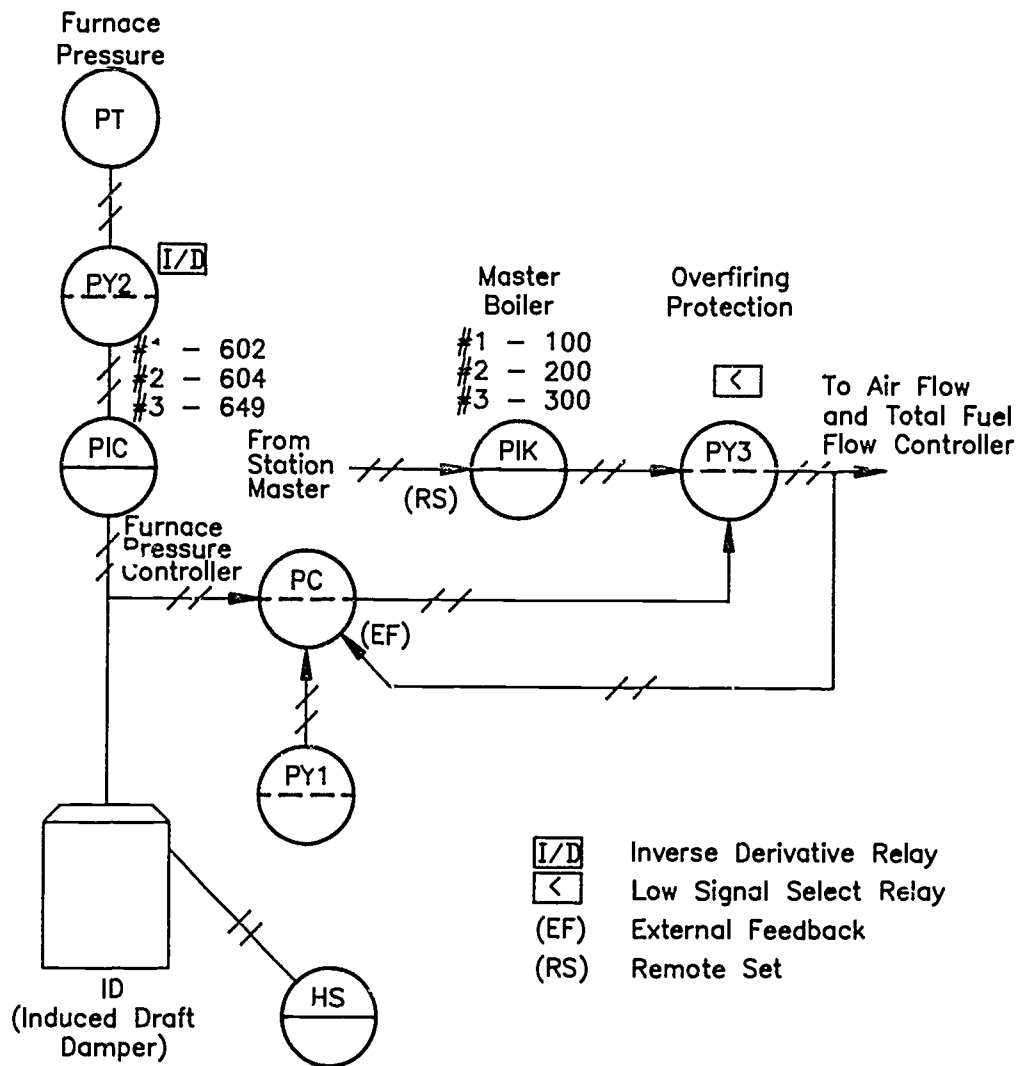 Furnace
Pressure
PT
I/D
PY2
#1 - 602
#2 - 604
#3 - 649
PIC
Master
Boiler
#1 - 100
#2 - 200
#3 - 300
Overfiring
Protection
<
From
Station
Master
(RS)
PIK
PY3
To Air Flow
and Total Fuel
Flow Controller
Furnace
Pressure
Controller
PC
(EF)
PY1
I/D Inverse Derivative Relay
< Low Signal Select Relay
(EF) External Feedback
(RS) Remote Set
ID
(Induced Draft
Damper)
HS